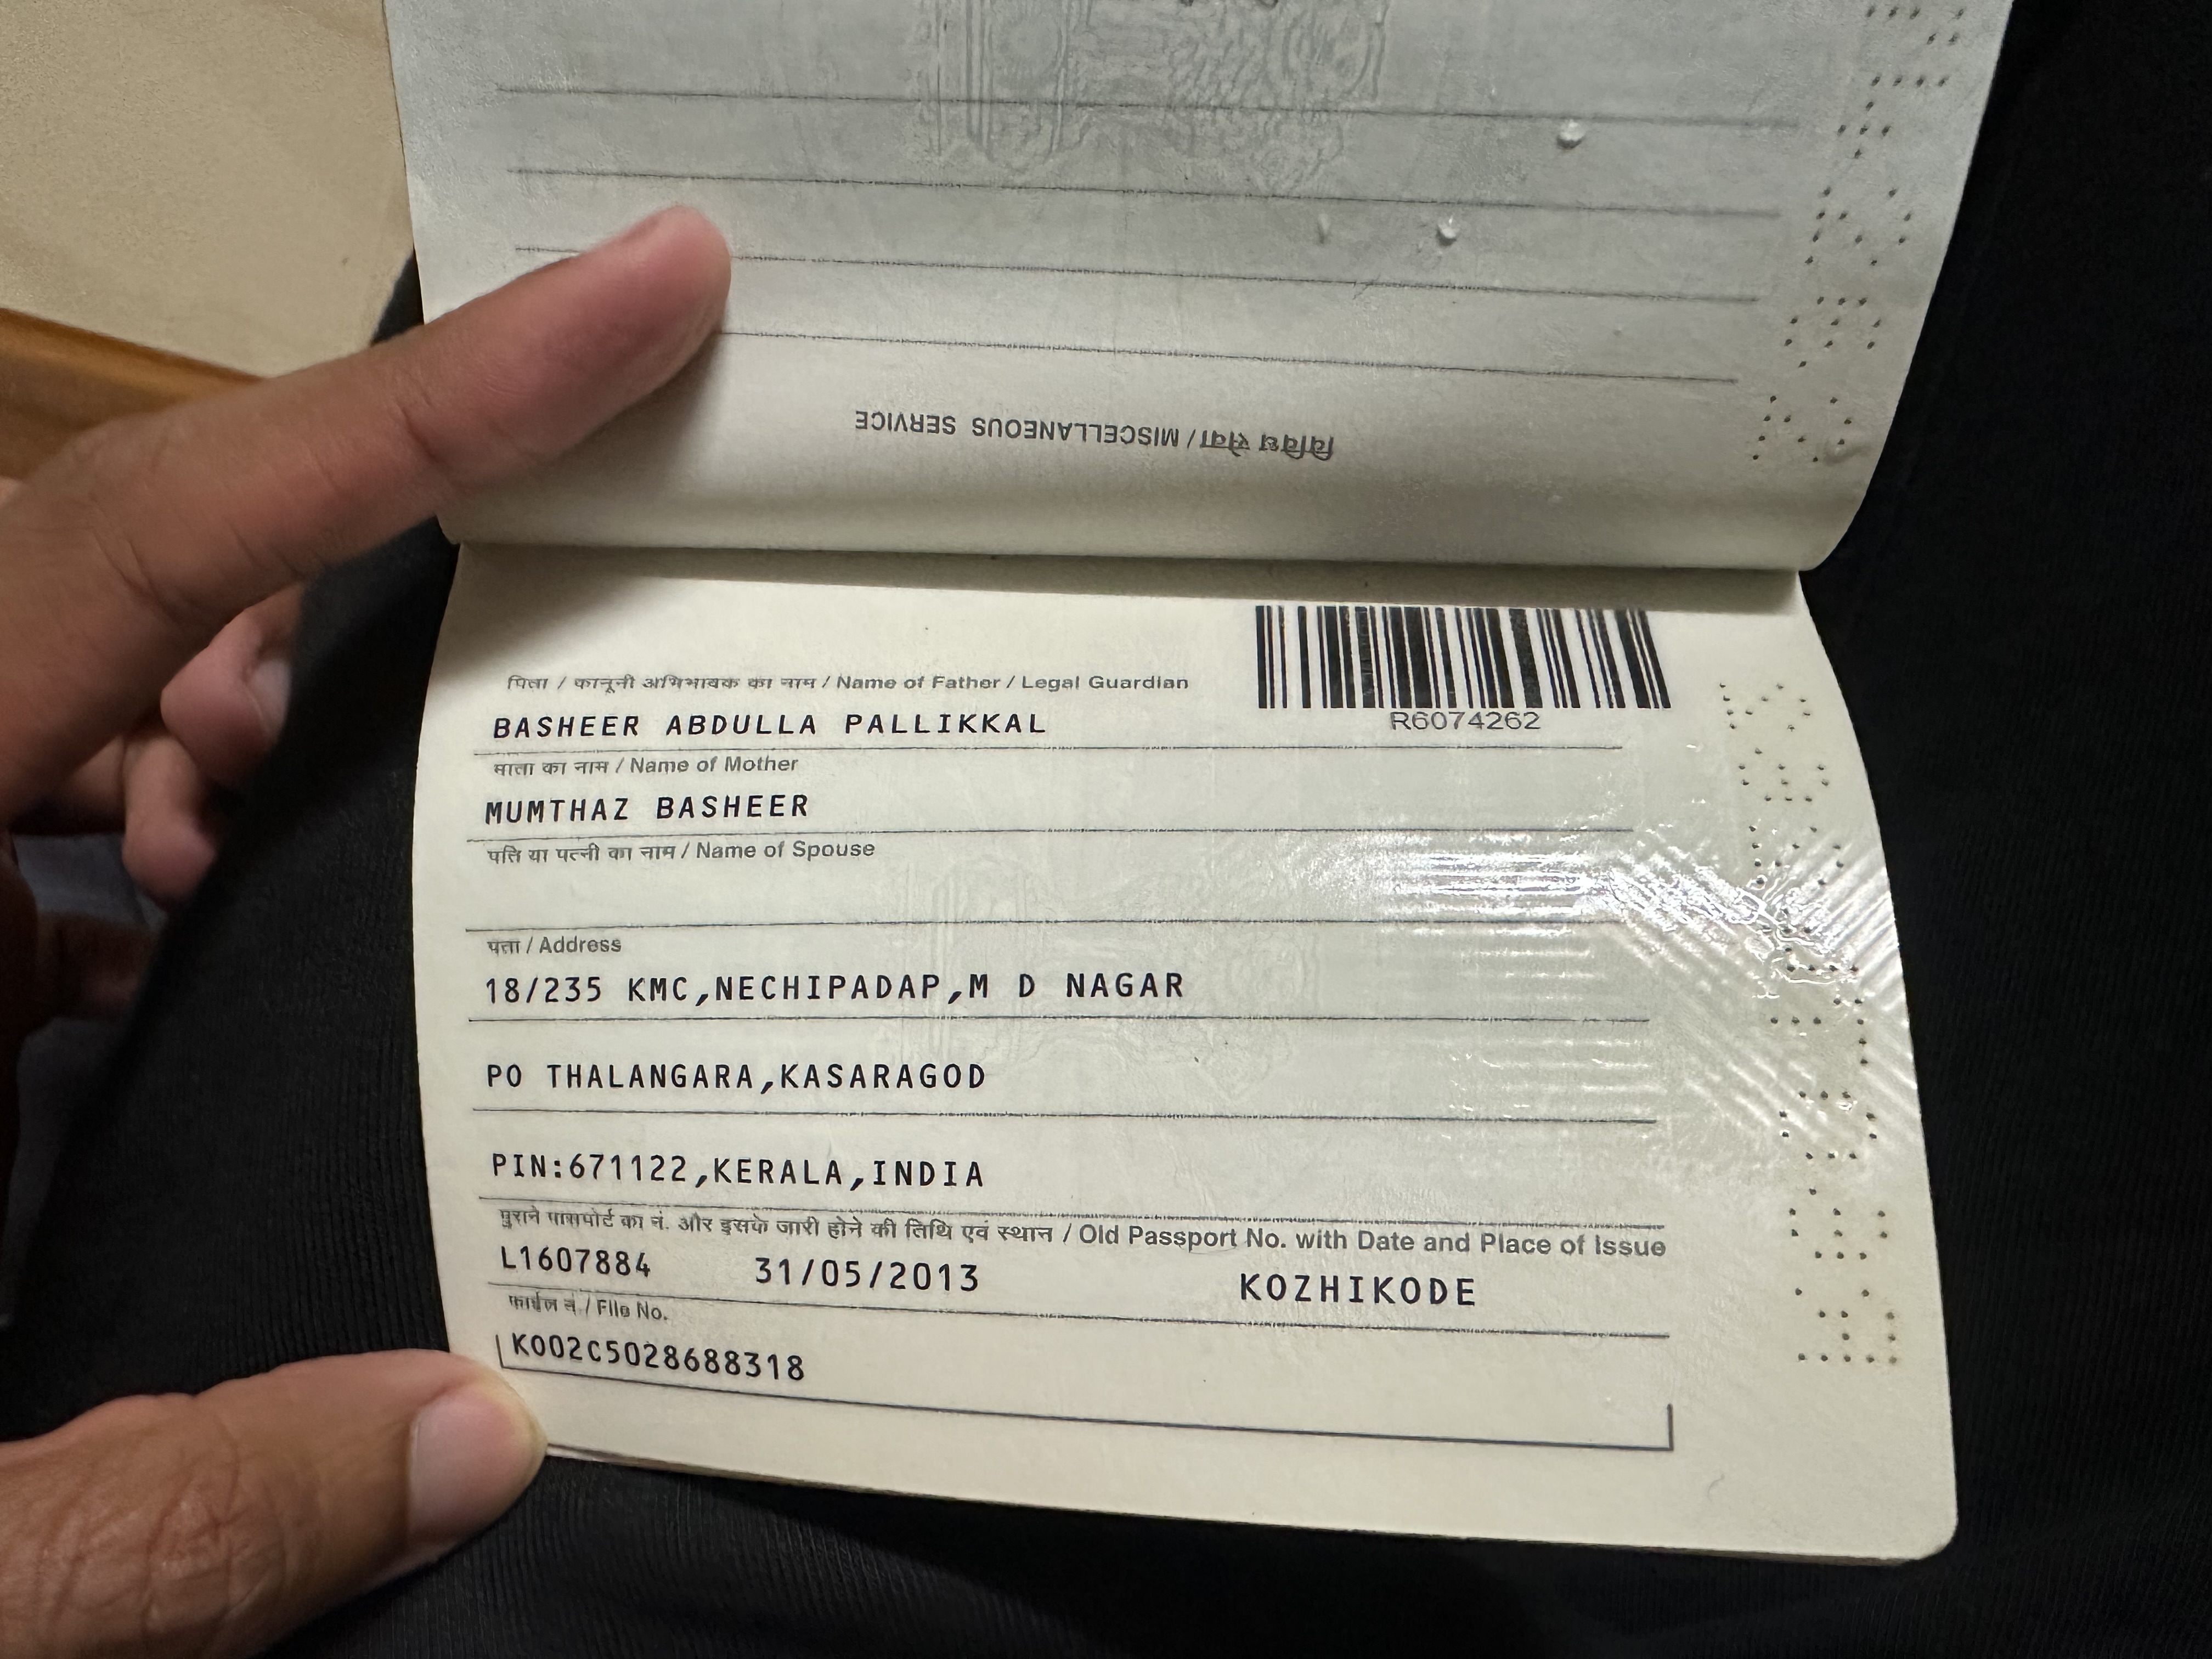 विविध सेवा / MISCELLANEOUS SERVICE
R6074262
पिता / कानूनी अभिभावक का नाम / Name of Father / Legal Guardian
BASHEER ABDULLA PALLIKKAL
माता का नाम / Name of Mother
MUMTHAZ BASHEER
पति या पत्नी का नाम / Name of Spouse
पता / Address
18/235 KMC,NECHIPADAP,M D NAGAR
PO THALANGARA,KASARAGOD
PIN:671122,KERALA,INDIA
पुराने पासपोर्ट का नं. और इसके जारी होने की तिथि एवं स्थान / Old Passport No. with Date and Place of Issue
L1607884 31/05/2013 KOZHIKODE
फाईल नं / File No.
KO02C5028688318